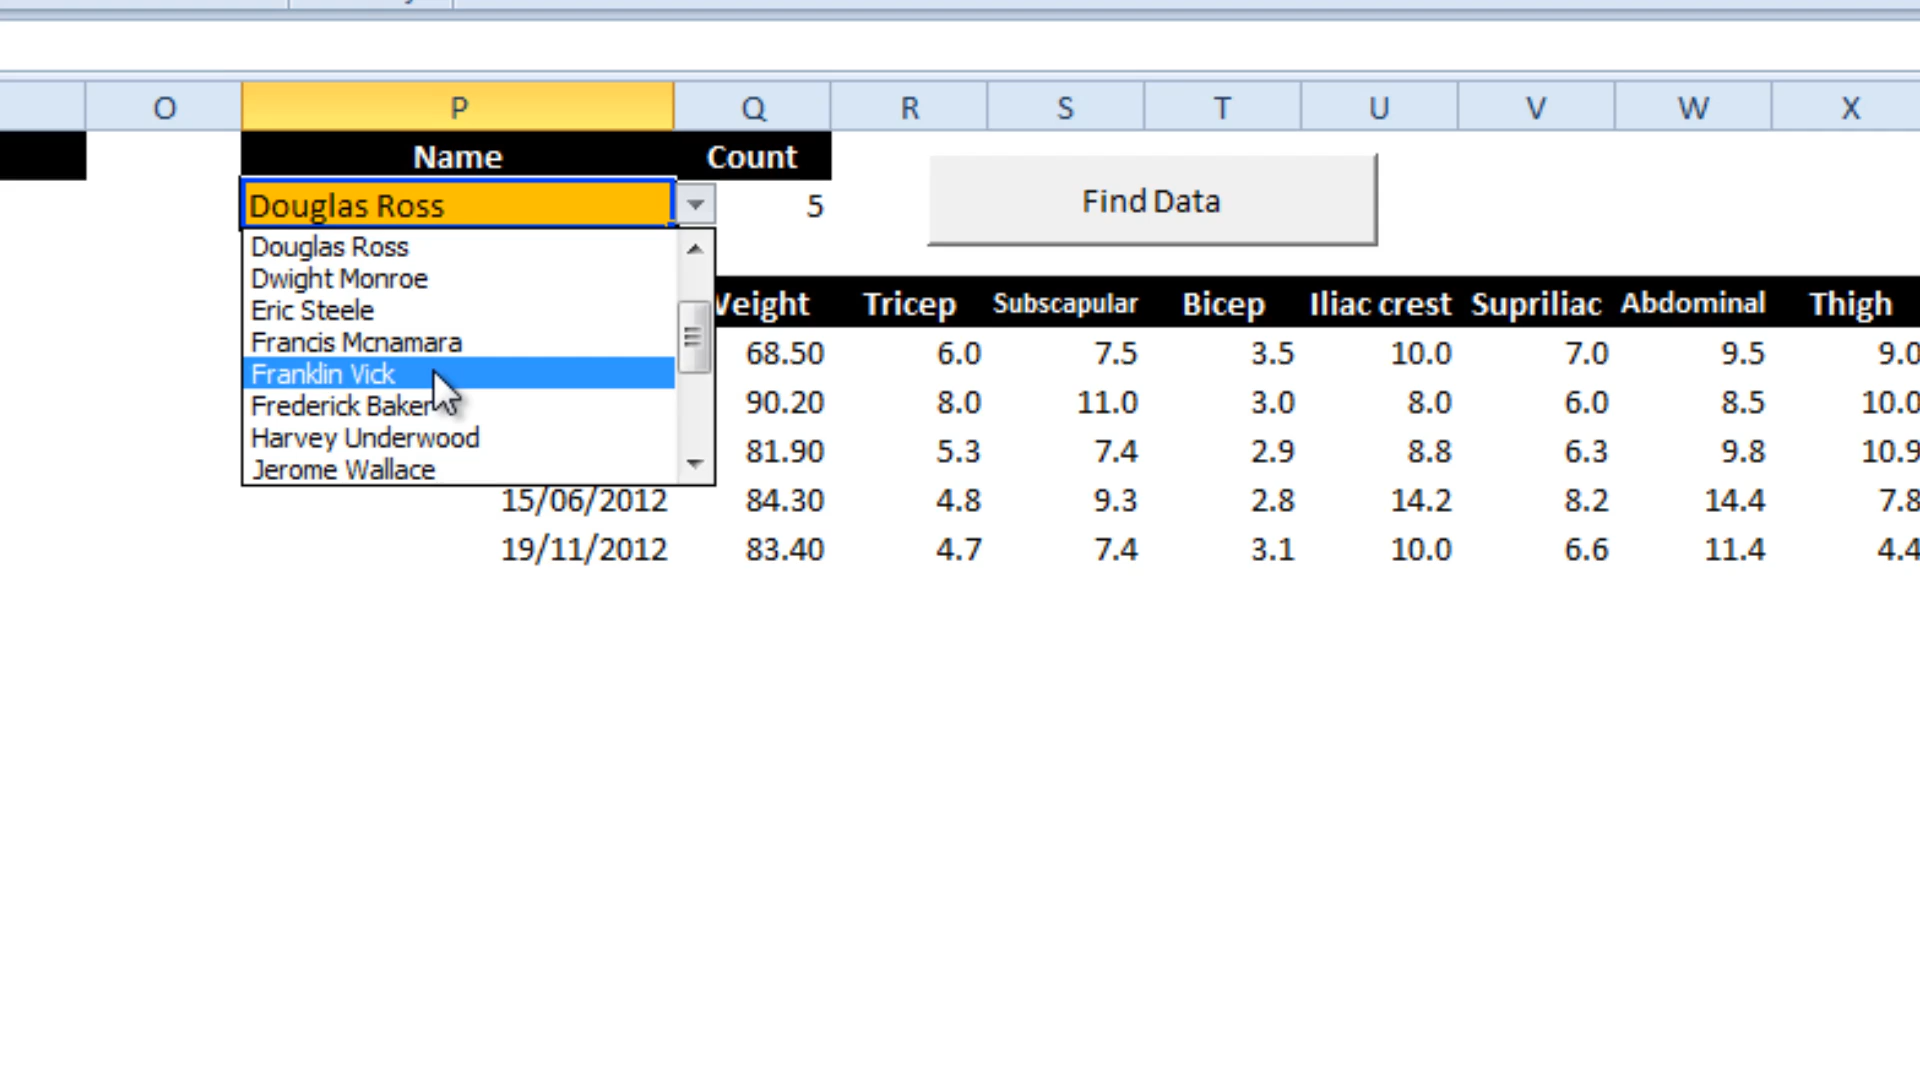 O P Q R S T U V W X
Name Count
Douglas Ross 5 Find Data
Douglas Ross
Dwight Monroe
Eric Steele
Francis Mcnamara
Franklin Vick
Frederick Baker
Harvey Underwood
Jerome Wallace
Weight Tricep Subscapular Bicep Iliac crest Supriliac Abdominal Thigh
68.50 6.0 7.5 3.5 10.0 7.0 9.5 9.0
90.20 8.0 11.0 3.0 8.0 6.0 8.5 10.0
81.90 5.3 7.4 2.9 8.8 6.3 9.8 10.9
15/06/2012 84.30 4.8 9.3 2.8 14.2 8.2 14.4 7.8
19/11/2012 83.40 4.7 7.4 3.1 10.0 6.6 11.4 4.4